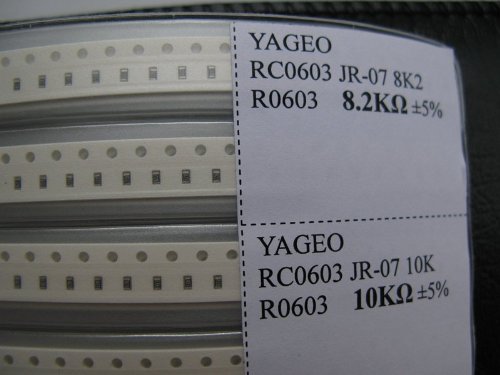 YAGEO
RC0603 JR-07 8K2
R0603 8.2KΩ ±5%
YAGEO
RC0603 JR-07 10K
R0603 10KΩ ±5%